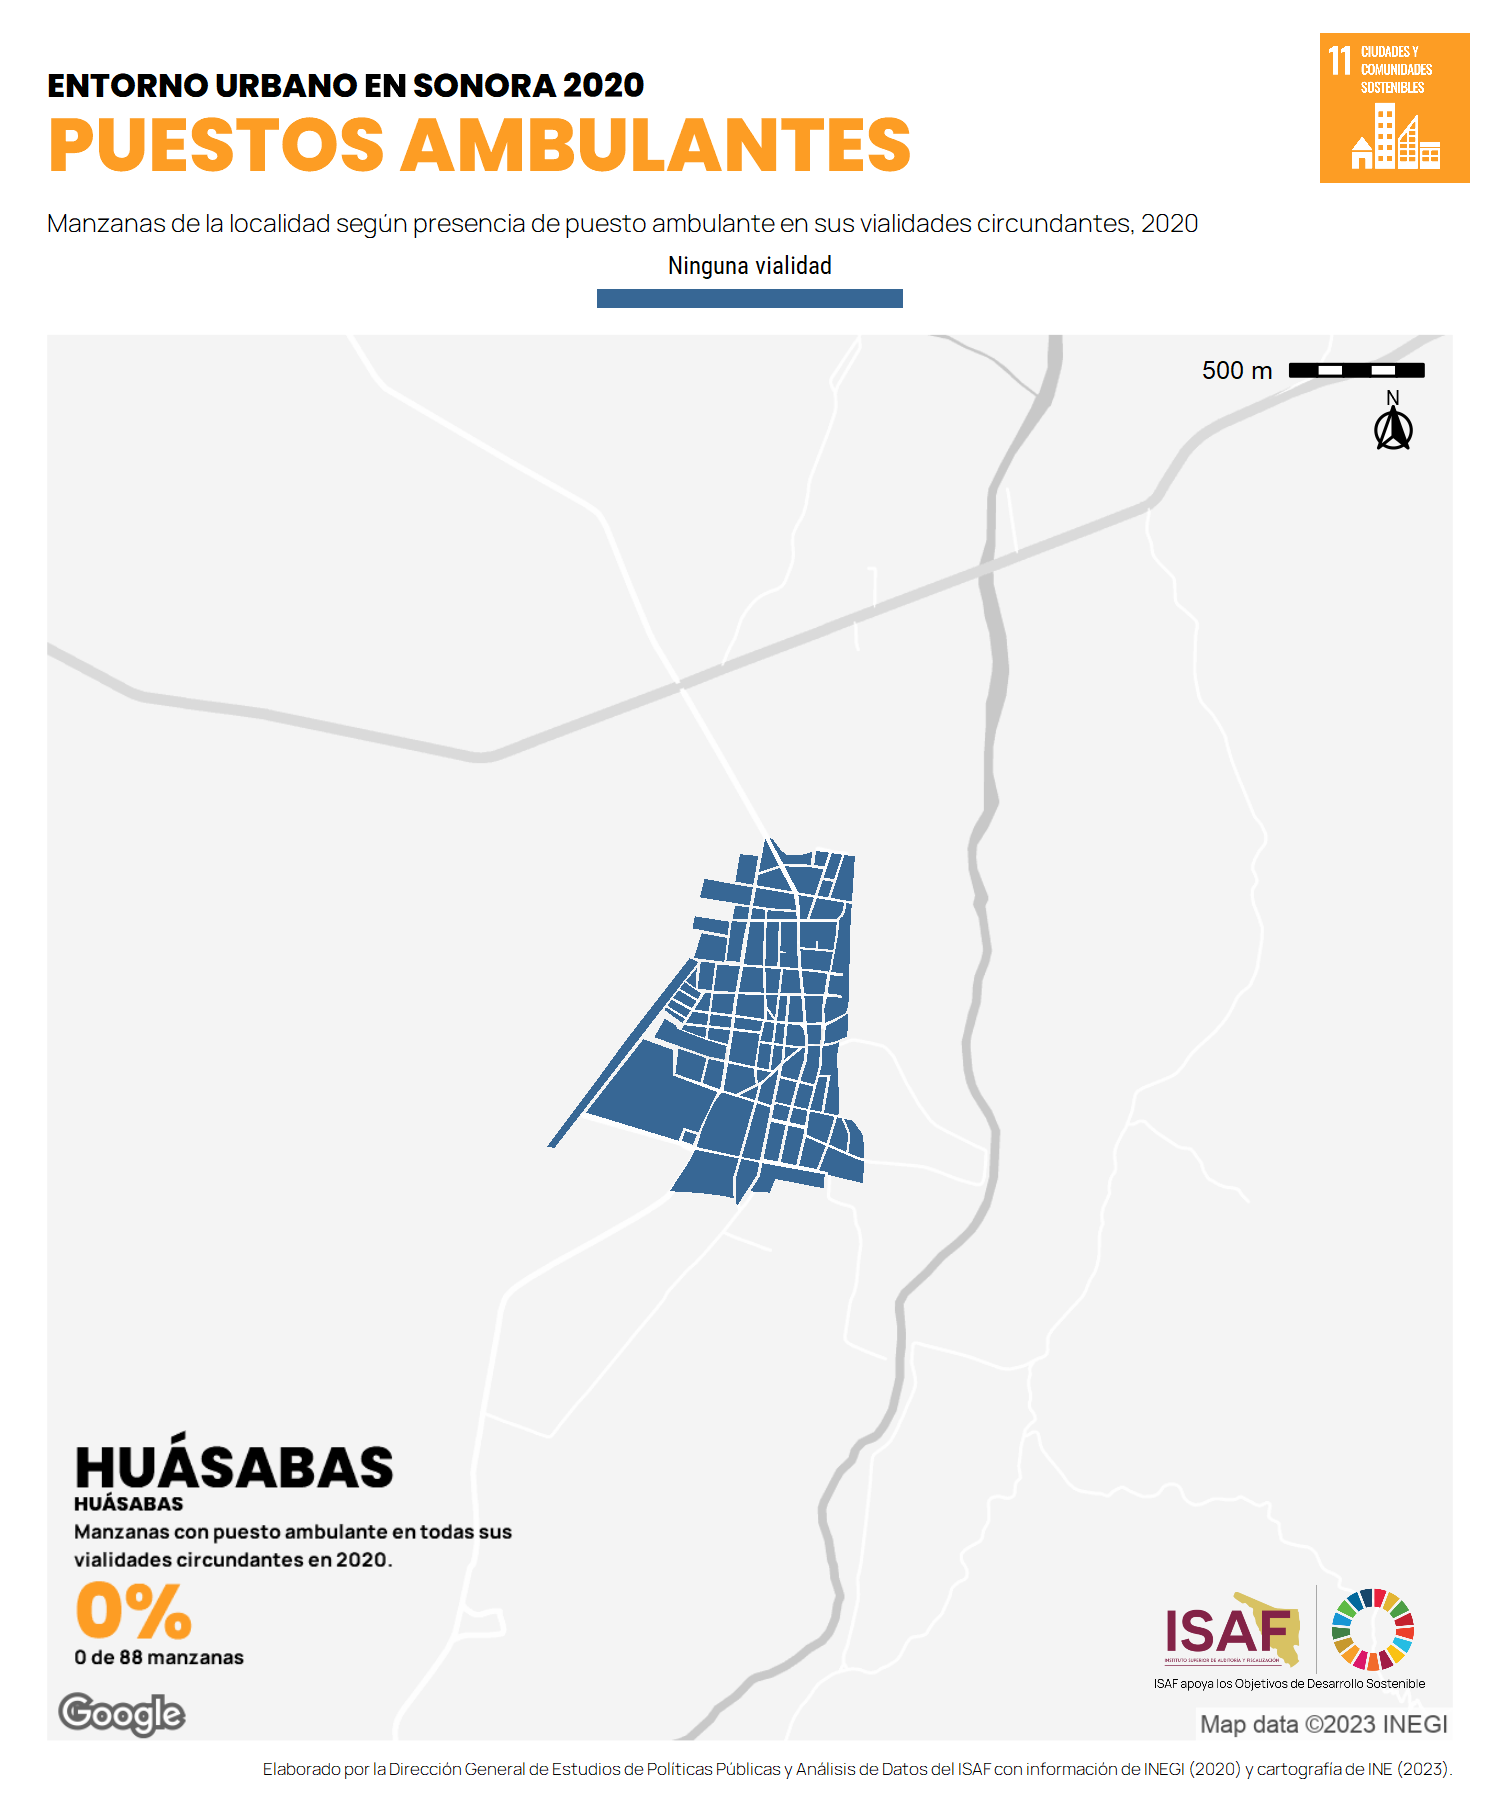 ENTORNO URBANO EN SONORA 2020
PUESTOS AMBULANTES
11 CIUDADES Y
COMUNIDADES
SOSTENIBLES
Manzanas de la localidad según presencia de puesto ambulante en sus vialidades circundantes, 2020
Ninguna vialidad
500 m
N
HUÁSABAS
HUÁSABAS
Manzanas con puesto ambulante en todas sus
vialidades circundantes en 2020.
0%
0 de 88 manzanas
Google
ISAF
INSTITUTO SUPERIOR DE AUDITORÍA Y FISCALIZACIÓN
ISAF apoya los Objetivos de Desarrollo Sostenible
Map data ©2023 INEGI
Elaborado por la Dirección General de Estudios de Políticas Públicas y Análisis de Datos del ISAF con información de INEGI (2020) y cartografía de INE (2023).